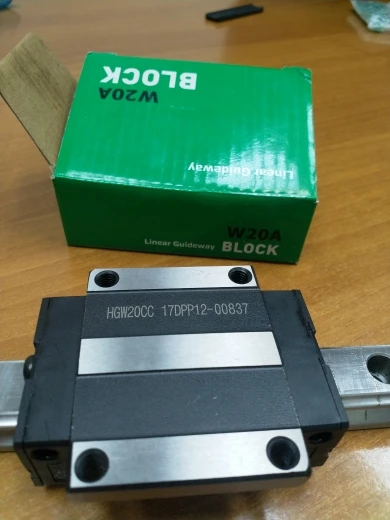 BLOCK
W20A
Linear Guideway
W20A
Linear Guideway BLOCK
HGW20CC 17DPP12-00837